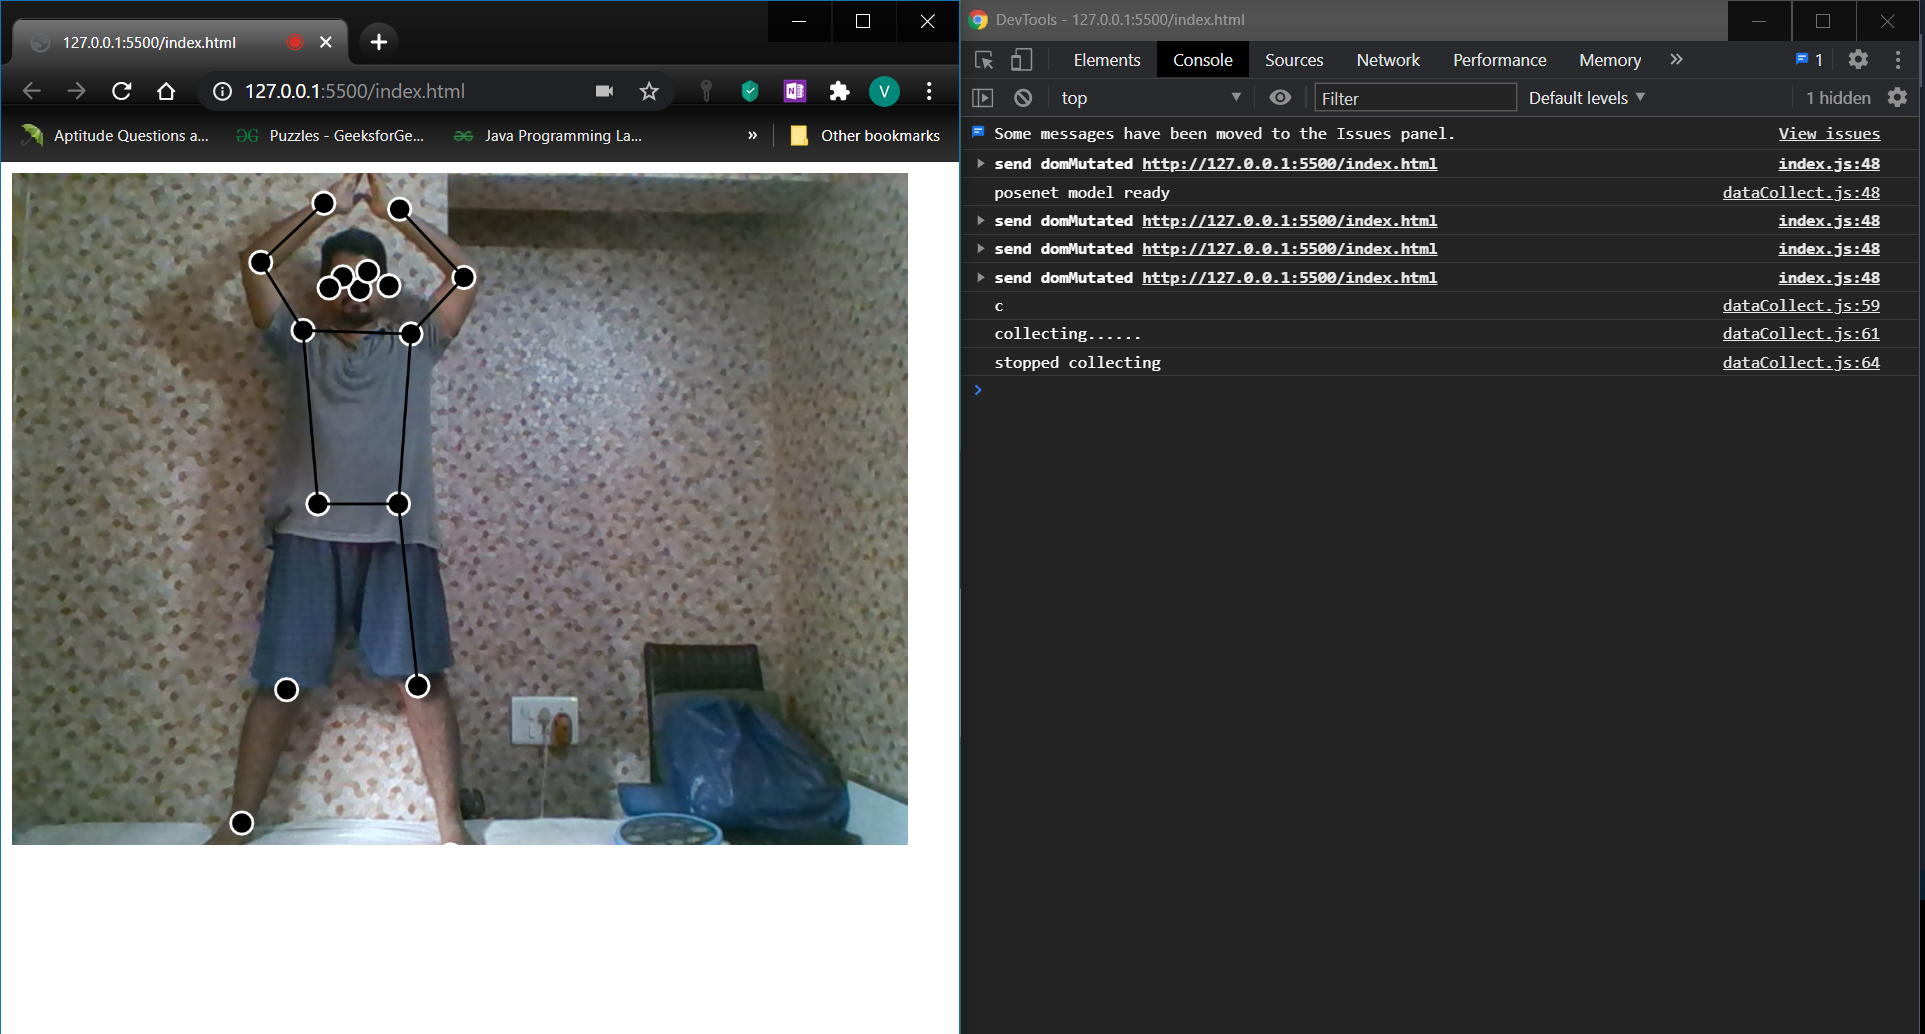 127.0.0.1:5500/index.html
127.0.0.1:5500/index.html
V
Aptitude Questions a...
Puzzles - GeeksforGe...
Java Programming La...
»
Other bookmarks
DevTools - 127.0.0.1:5500/index.html
Elements
Console
Sources
Network
Performance
Memory
»
1
top
Filter
Default levels
1 hidden
Some messages have been moved to the Issues panel. View issues
send domMutated http://127.0.0.1:5500/index.html index.js:48
posenet model ready dataCollect.js:48
send domMutated http://127.0.0.1:5500/index.html index.js:48
send domMutated http://127.0.0.1:5500/index.html index.js:48
send domMutated http://127.0.0.1:5500/index.html index.js:48
c dataCollect.js:59
collecting...... dataCollect.js:61
stopped collecting dataCollect.js:64